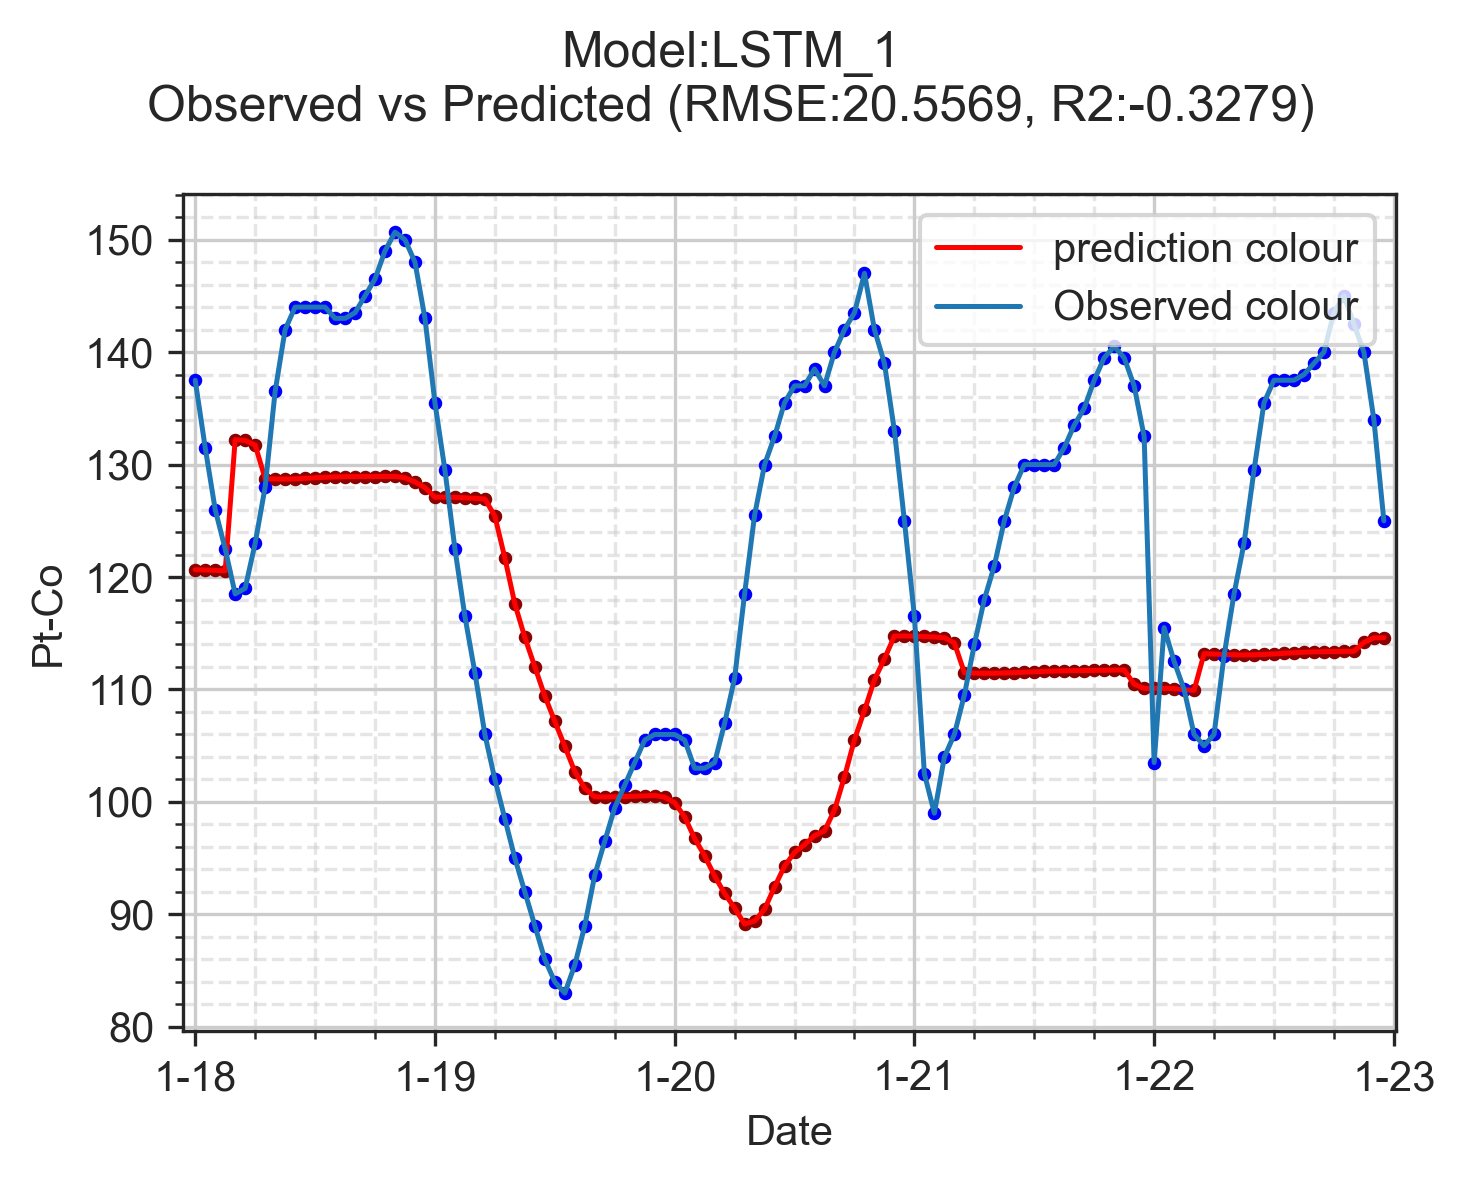 Model:LSTM_1
Observed vs Predicted (RMSE:20.5569, R2:-0.3279)
prediction colour
Observed colour
150
140
130
120
110
100
90
80
Pt-Co
1-18
1-19
1-20
1-21
1-22
1-23
Date